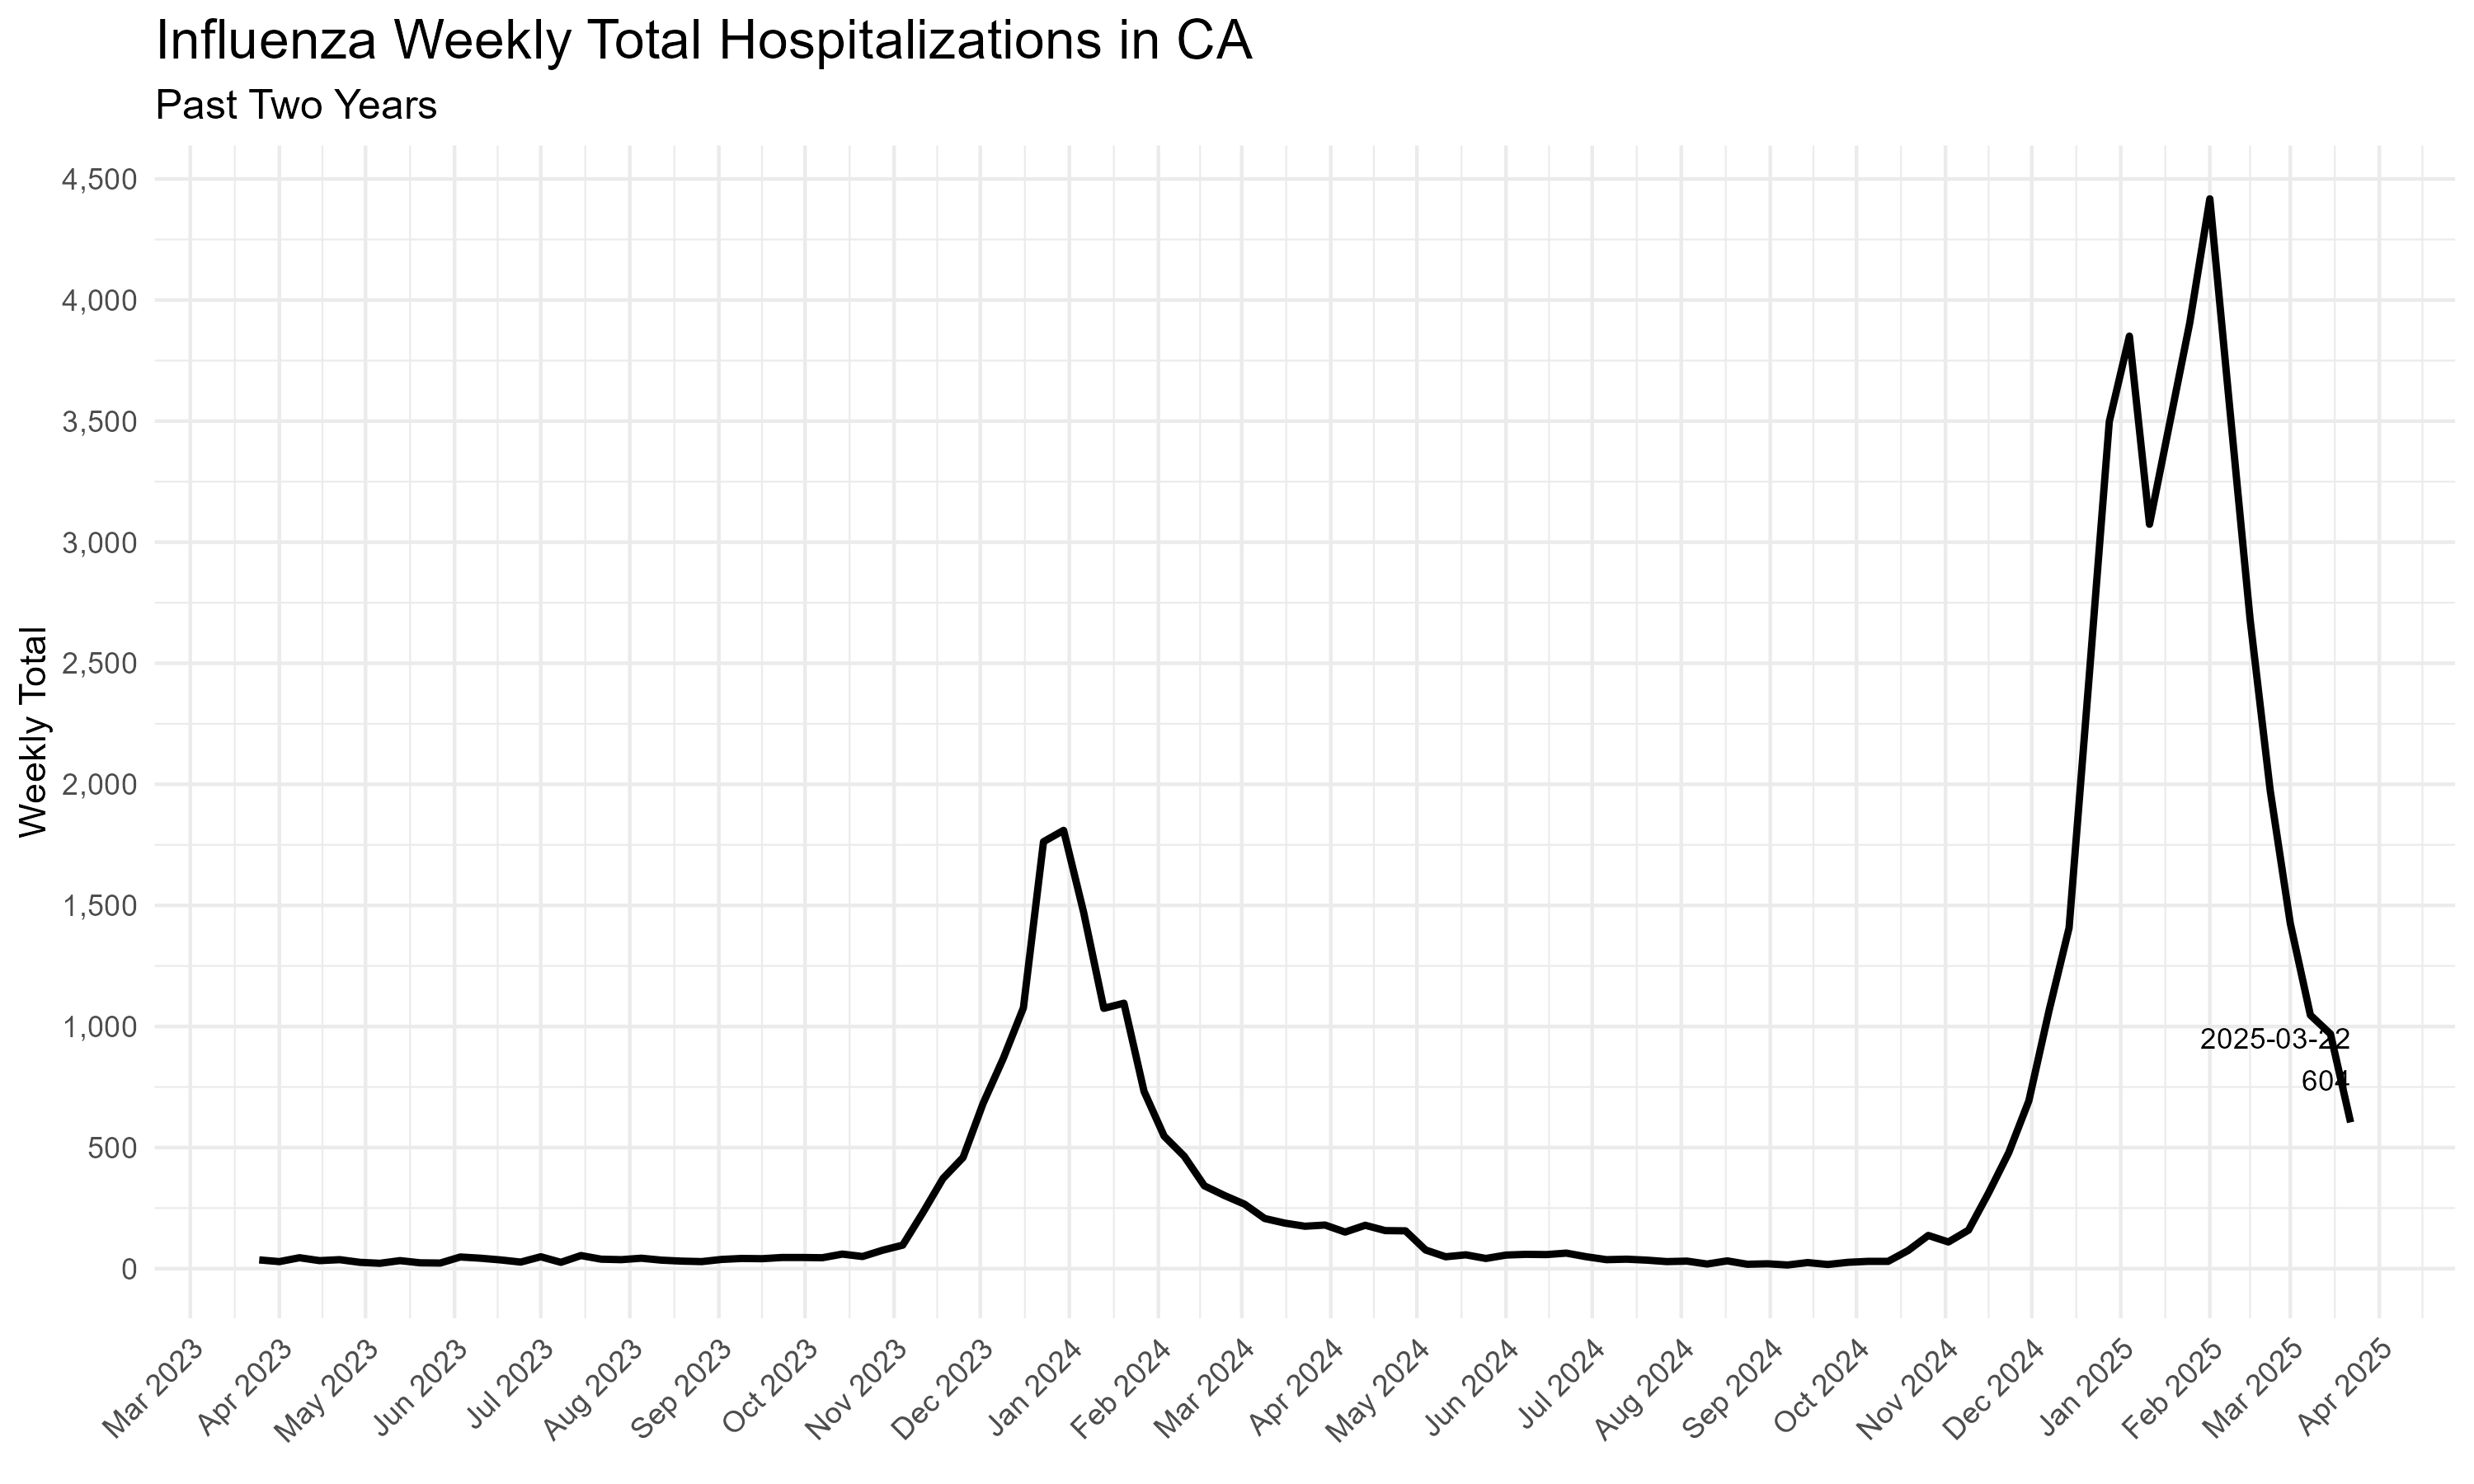 Influenza Weekly Total Hospitalizations in CA
Past Two Years
Weekly Total
4,500
4,000
3,500
3,000
2,500
2,000
1,500
1,000
500
0
2025-03-22
604
Mar 2023
Apr 2023
May 2023
Jun 2023
Jul 2023
Aug 2023
Sep 2023
Oct 2023
Nov 2023
Dec 2023
Jan 2024
Feb 2024
Mar 2024
Apr 2024
May 2024
Jun 2024
Jul 2024
Aug 2024
Sep 2024
Oct 2024
Nov 2024
Dec 2024
Jan 2025
Feb 2025
Mar 2025
Apr 2025